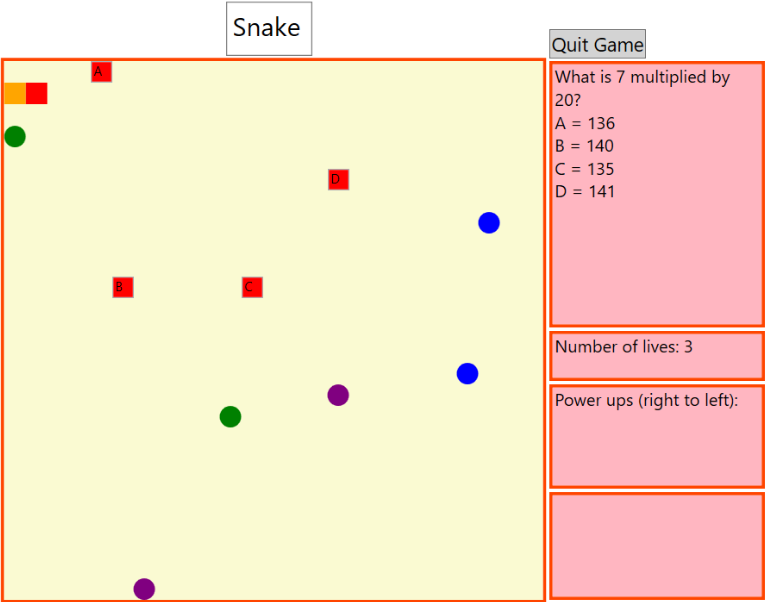 Snake
Quit Game
What is 7 multiplied by
20?
A = 136
B = 140
C = 135
D = 141
A
D
B
C
Number of lives: 3
Power ups (right to left):